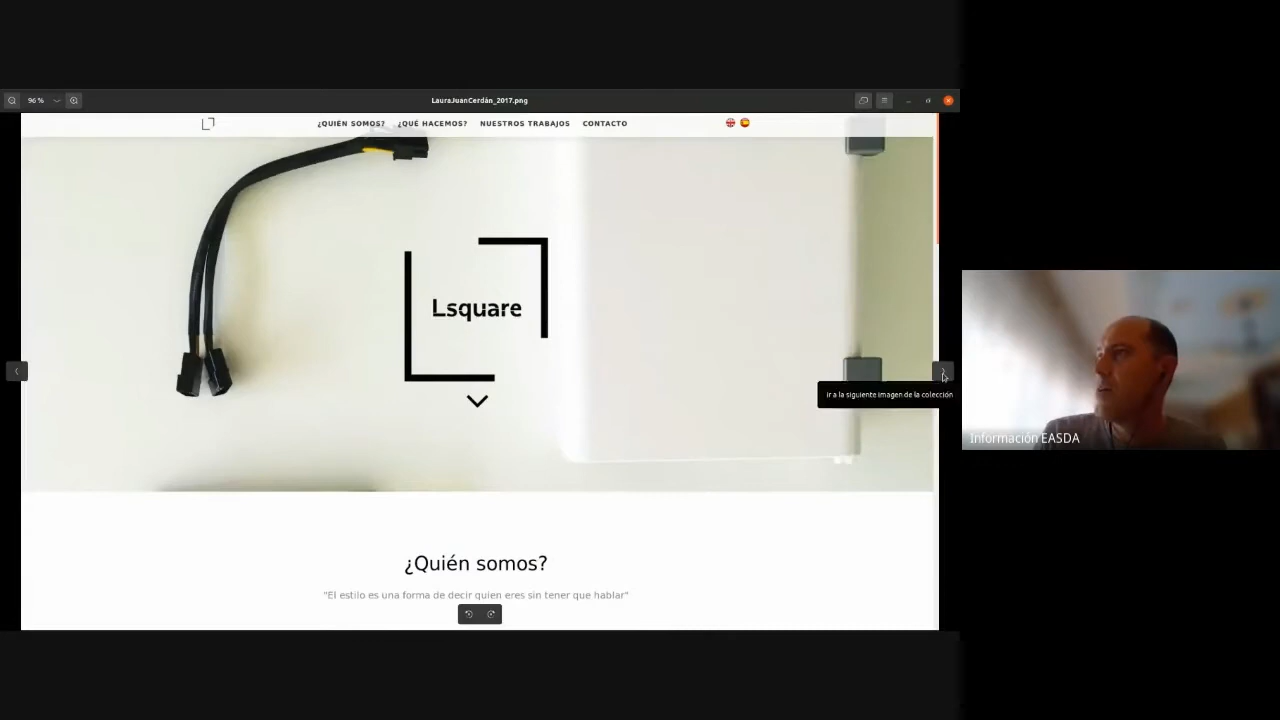 96 %
LauraJuanCerdán_2017.png
¿QUIÉN SOMOS? ¿QUÉ HACEMOS? NUESTROS TRABAJOS CONTACTO
Lsquare
ir a la siguiente imagen de la colección
Información EASDA
¿Quién somos?
"El estilo es una forma de decir quien eres sin tener que hablar"